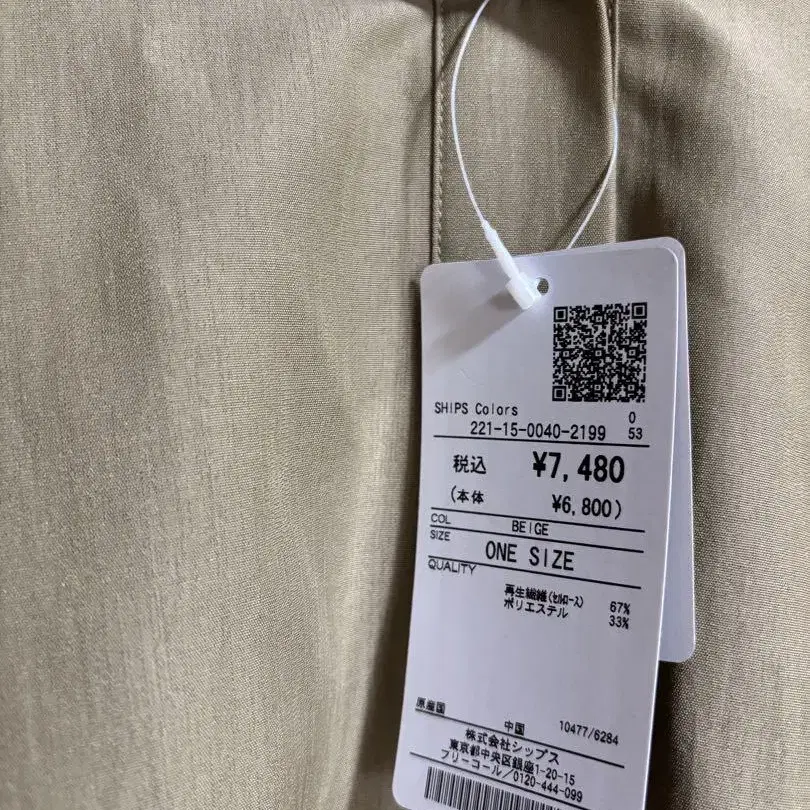 SHIPS Colors
0
221-15-0040-2199 53
税込 ¥7,480
(本体 ¥6,800)
COL BEIGE
SIZE ONE SIZE
QUALITY
再生繊維(セルロース) 67%
ポリエステル 33%
原産国
中国 10477/6284
株式会社シップス
東京都中央区銀座1-20-15
フリーコール/0120-444-099